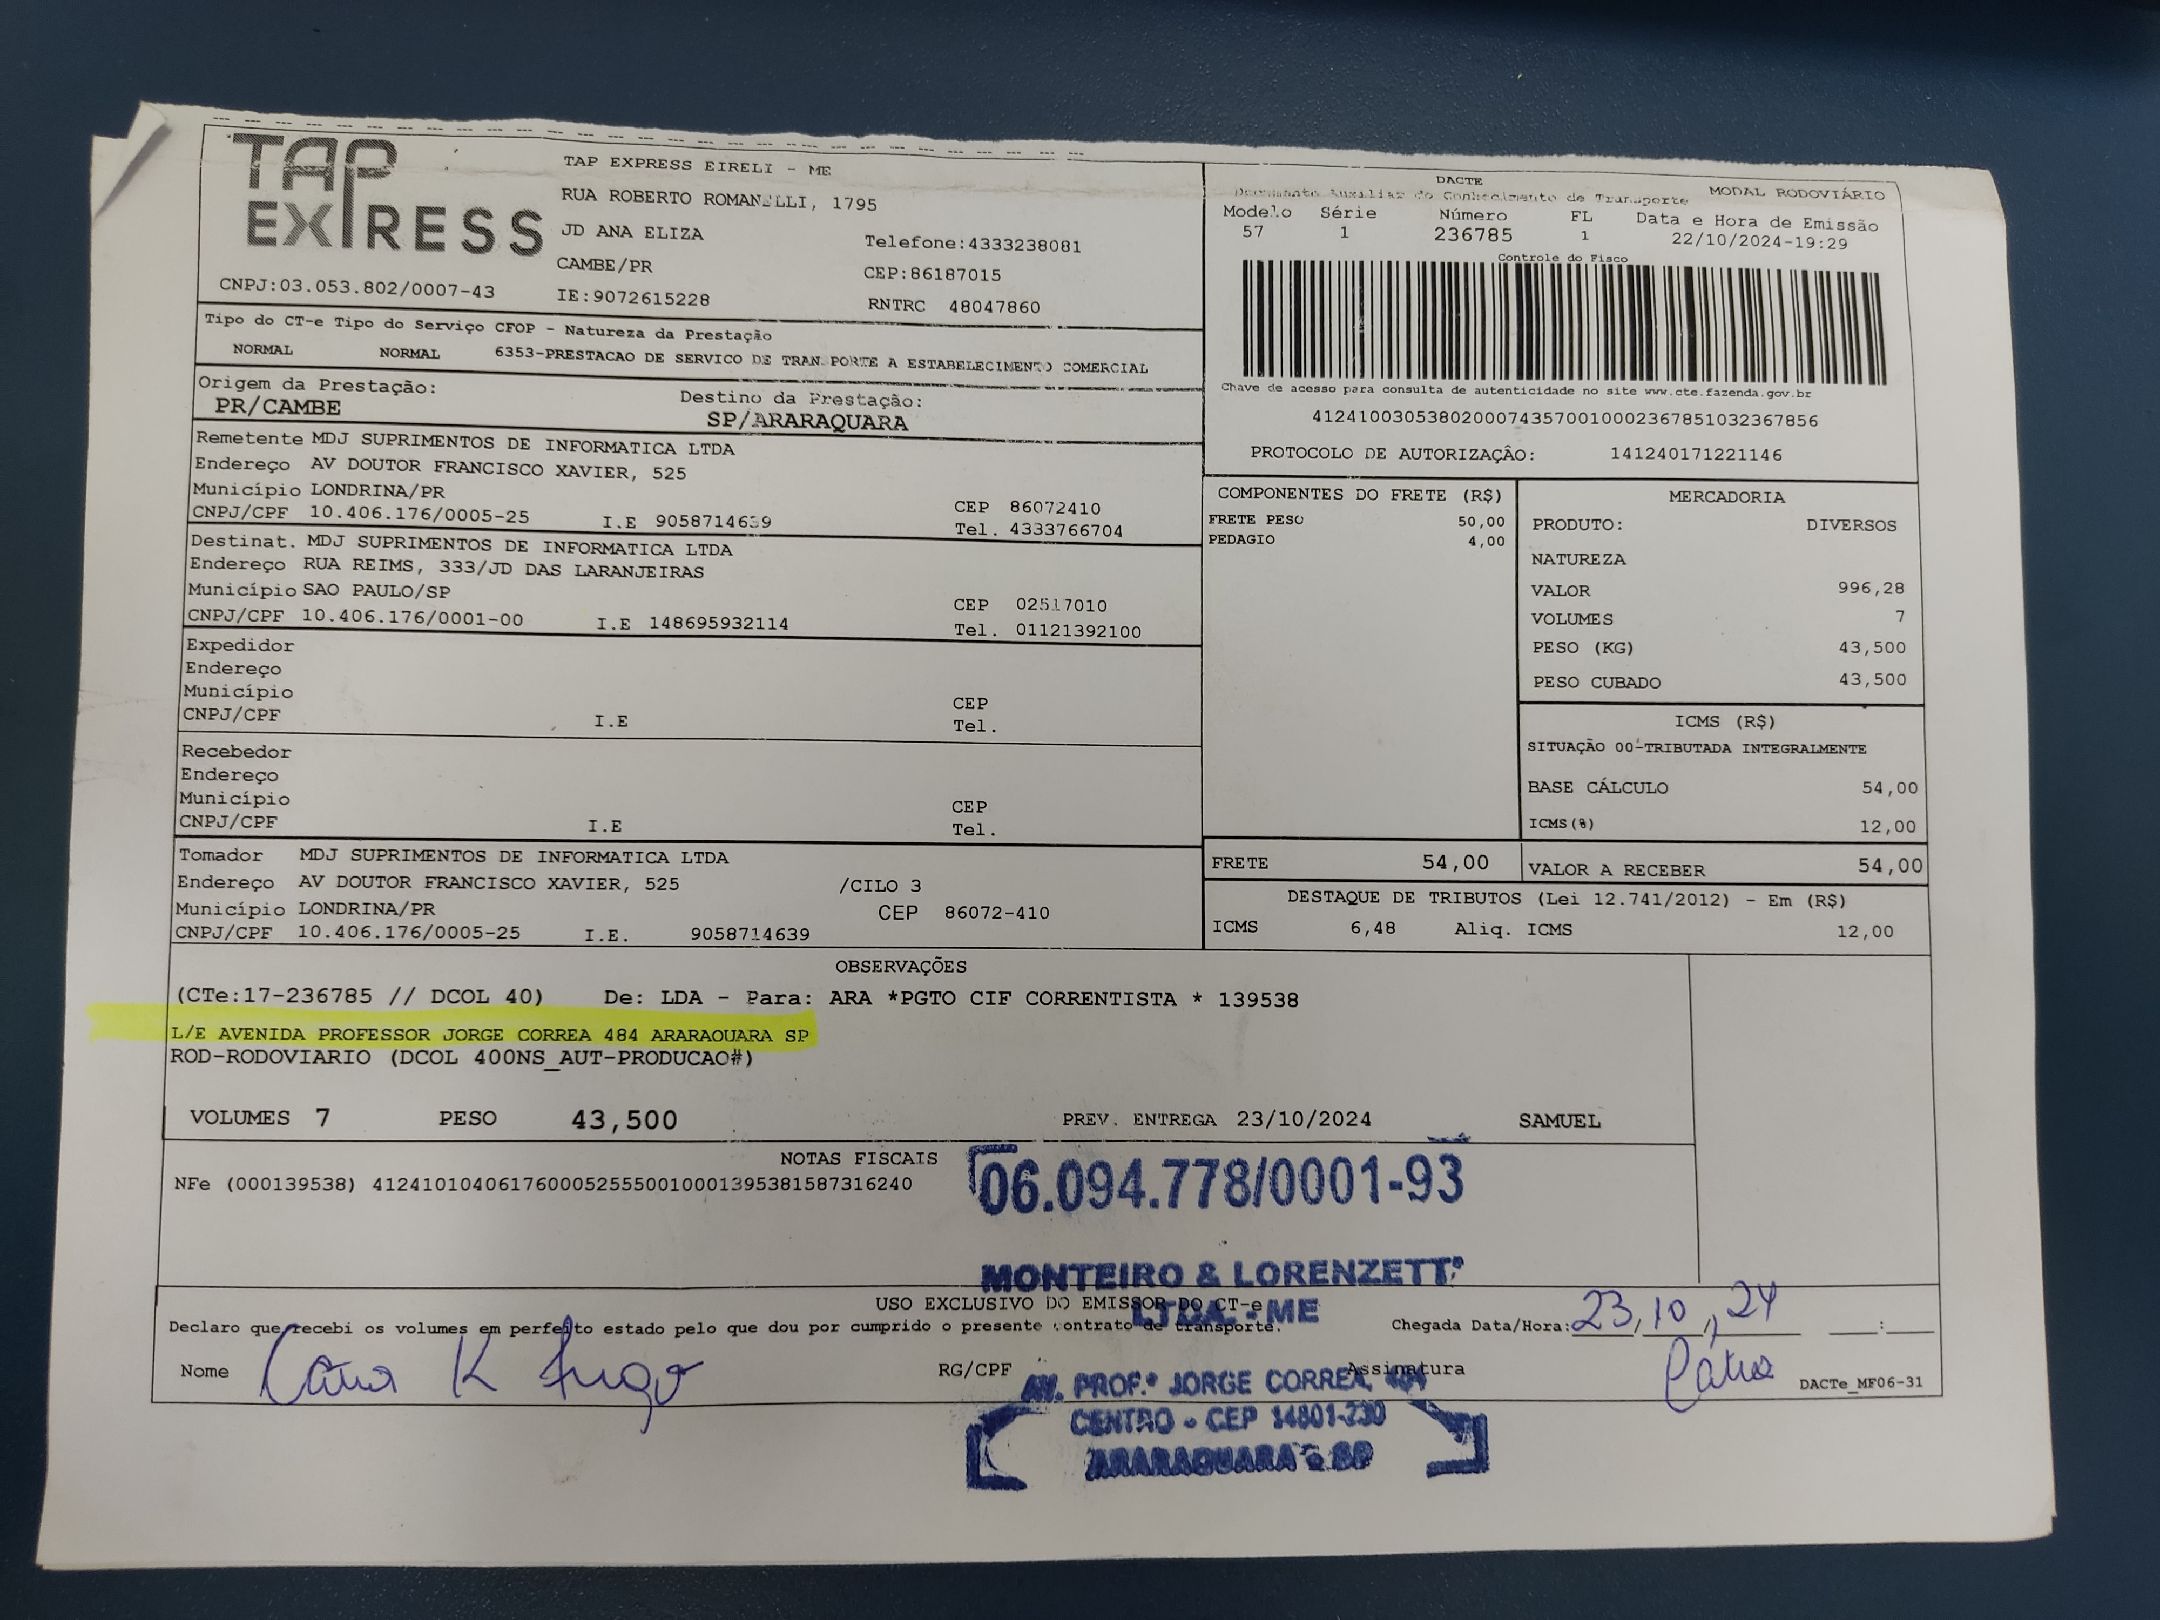 TAP
EXPRESS
TAP EXPRESS EIRELI - ME
RUA ROBERTO ROMANELLI, 1795
JD ANA ELIZA
Telefone:4333238081
CAMBE/PR
CEP:86187015
CNPJ:03.053.802/0007-43
IE:9072615228
RNTRC 48047860
DACTE
Documento Auxiliar do Conhecimento de Transporte
MODAL RODOVIÁRIO
Modelo Série Número FL Data e Hora de Emissão
57 1 236785 1 22/10/2024-19:29
Controle do Fisco
Chave de acesso para consulta de autenticidade no site www.cte.fazenda.gov.br
41241003053802000743570010002367851032367856
PROTOCOLO DE AUTORIZAÇÂO: 141240171221146
Tipo do CT-e Tipo do Serviço CFOP - Natureza da Prestação
NORMAL NORMAL 6353-PRESTACAO DE SERVICO DE TRANSPORTE A ESTABELECIMENTO COMERCIAL
Origem da Prestação: Destino da Prestação:
PR/CAMBE SP/ARARAQUARA
Remetente MDJ SUPRIMENTOS DE INFORMATICA LTDA
Endereço AV DOUTOR FRANCISCO XAVIER, 525
Município LONDRINA/PR CEP 86072410
CNPJ/CPF 10.406.176/0005-25 I.E 9058714639 Tel. 4333766704
Destinat. MDJ SUPRIMENTOS DE INFORMATICA LTDA
Endereço RUA REIMS, 333/JD DAS LARANJEIRAS
Município SAO PAULO/SP CEP 02517010
CNPJ/CPF 10.406.176/0001-00 I.E 148695932114 Tel. 01121392100
Expedidor
Endereço
Município CEP
CNPJ/CPF I.E Tel.
Recebedor
Endereço
Município CEP
CNPJ/CPF I.E Tel.
Tomador MDJ SUPRIMENTOS DE INFORMATICA LTDA
Endereço AV DOUTOR FRANCISCO XAVIER, 525 /CILO 3
Município LONDRINA/PR CEP 86072-410
CNPJ/CPF 10.406.176/0005-25 I.E. 9058714639
COMPONENTES DO FRETE (R$)
FRETE PESO 50,00
PEDAGIO 4,00
MERCADORIA
PRODUTO: DIVERSOS
NATUREZA
VALOR 996,28
VOLUMES 7
PESO (KG) 43,500
PESO CUBADO 43,500
ICMS (R$)
SITUAÇÃO 00-TRIBUTADA INTEGRALMENTE
BASE CÁLCULO 54,00
ICMS(%) 12,00
FRETE 54,00 VALOR A RECEBER 54,00
DESTAQUE DE TRIBUTOS (Lei 12.741/2012) - Em (R$)
ICMS 6,48 Aliq. ICMS 12,00
OBSERVAÇÕES
(CTe:17-236785 // DCOL 40) De: LDA - Para: ARA *PGTO CIF CORRENTISTA * 139538
L/E AVENIDA PROFESSOR JORGE CORREA 484 ARARAQUARA SP
ROD-RODOVIARIO (DCOL 400NS_AUT-PRODUCAO#)
VOLUMES 7 PESO 43,500 PREV. ENTREGA 23/10/2024 SAMUEL
NOTAS FISCAIS
NFe (000139538) 41241010406176000525550010001395381587316240
06.094.778/0001-93
MONTEIRO & LORENZETTI
LTDA. - ME
USO EXCLUSIVO DO EMISSOR DO CT-e
Declaro que recebi os volumes em perfeito estado pelo que dou por cumprido o presente contrato de transporte.
Chegada Data/Hora: 23,10,,24 :
Nome RG/CPF Assinatura
DACTe_MF06-31
AV. PROF.ª JORGE CORREA, 484
CENTRO - CEP 14801-230
ARARAQUARA - SP